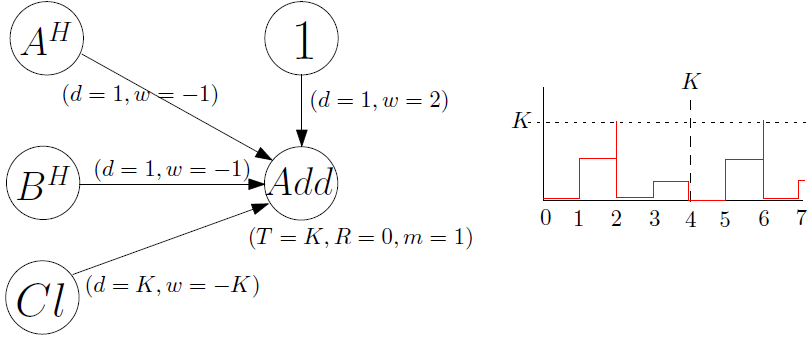 A^H
1
(d = 1, w = −1)
(d = 1, w = 2)
B^H
(d = 1, w = −1)
Add
(T = K, R = 0, m = 1)
Cl
(d = K, w = −K)
K
K
0 1 2 3 4 5 6 7